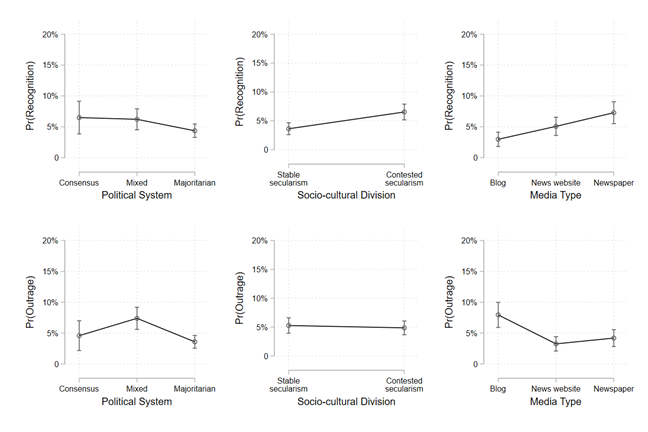 20%
15%
10%
5%
0
Pr(Recognition)
Consensus Mixed Majoritarian
Political System
20%
15%
10%
5%
0
Pr(Recognition)
Stable secularism
Contested secularism
Socio-cultural Division
20%
15%
10%
5%
0
Pr(Recognition)
Blog News website Newspaper
Media Type
20%
15%
10%
5%
0
Pr(Outrage)
Consensus Mixed Majoritarian
Political System
20%
15%
10%
5%
0
Pr(Outrage)
Stable secularism
Contested secularism
Socio-cultural Division
20%
15%
10%
5%
0
Pr(Outrage)
Blog News website Newspaper
Media Type